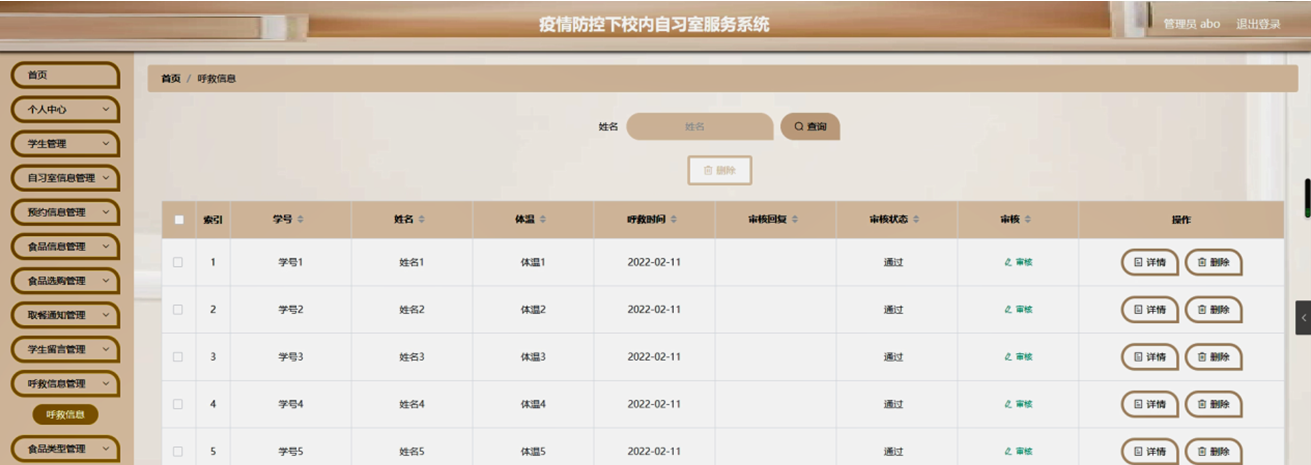 疫情防控下校内自习室服务系统
管理员 abo 退出登录
首页
个人中心
学生管理
自习室信息管理
预约信息管理
食品信息管理
食品选购管理
取餐通知管理
学生留言管理
呼救信息管理
呼救信息
食品类型管理
首页 / 呼救信息
姓名 姓名 查询
删除
索引 学号 姓名 体温 呼救时间 审核回复 审核状态 审核 操作
1 学号1 姓名1 体温1 2022-02-11 通过 审核 详情 删除
2 学号2 姓名2 体温2 2022-02-11 通过 审核 详情 删除
3 学号3 姓名3 体温3 2022-02-11 通过 审核 详情 删除
4 学号4 姓名4 体温4 2022-02-11 通过 审核 详情 删除
5 学号5 姓名5 体温5 2022-02-11 通过 审核 详情 删除